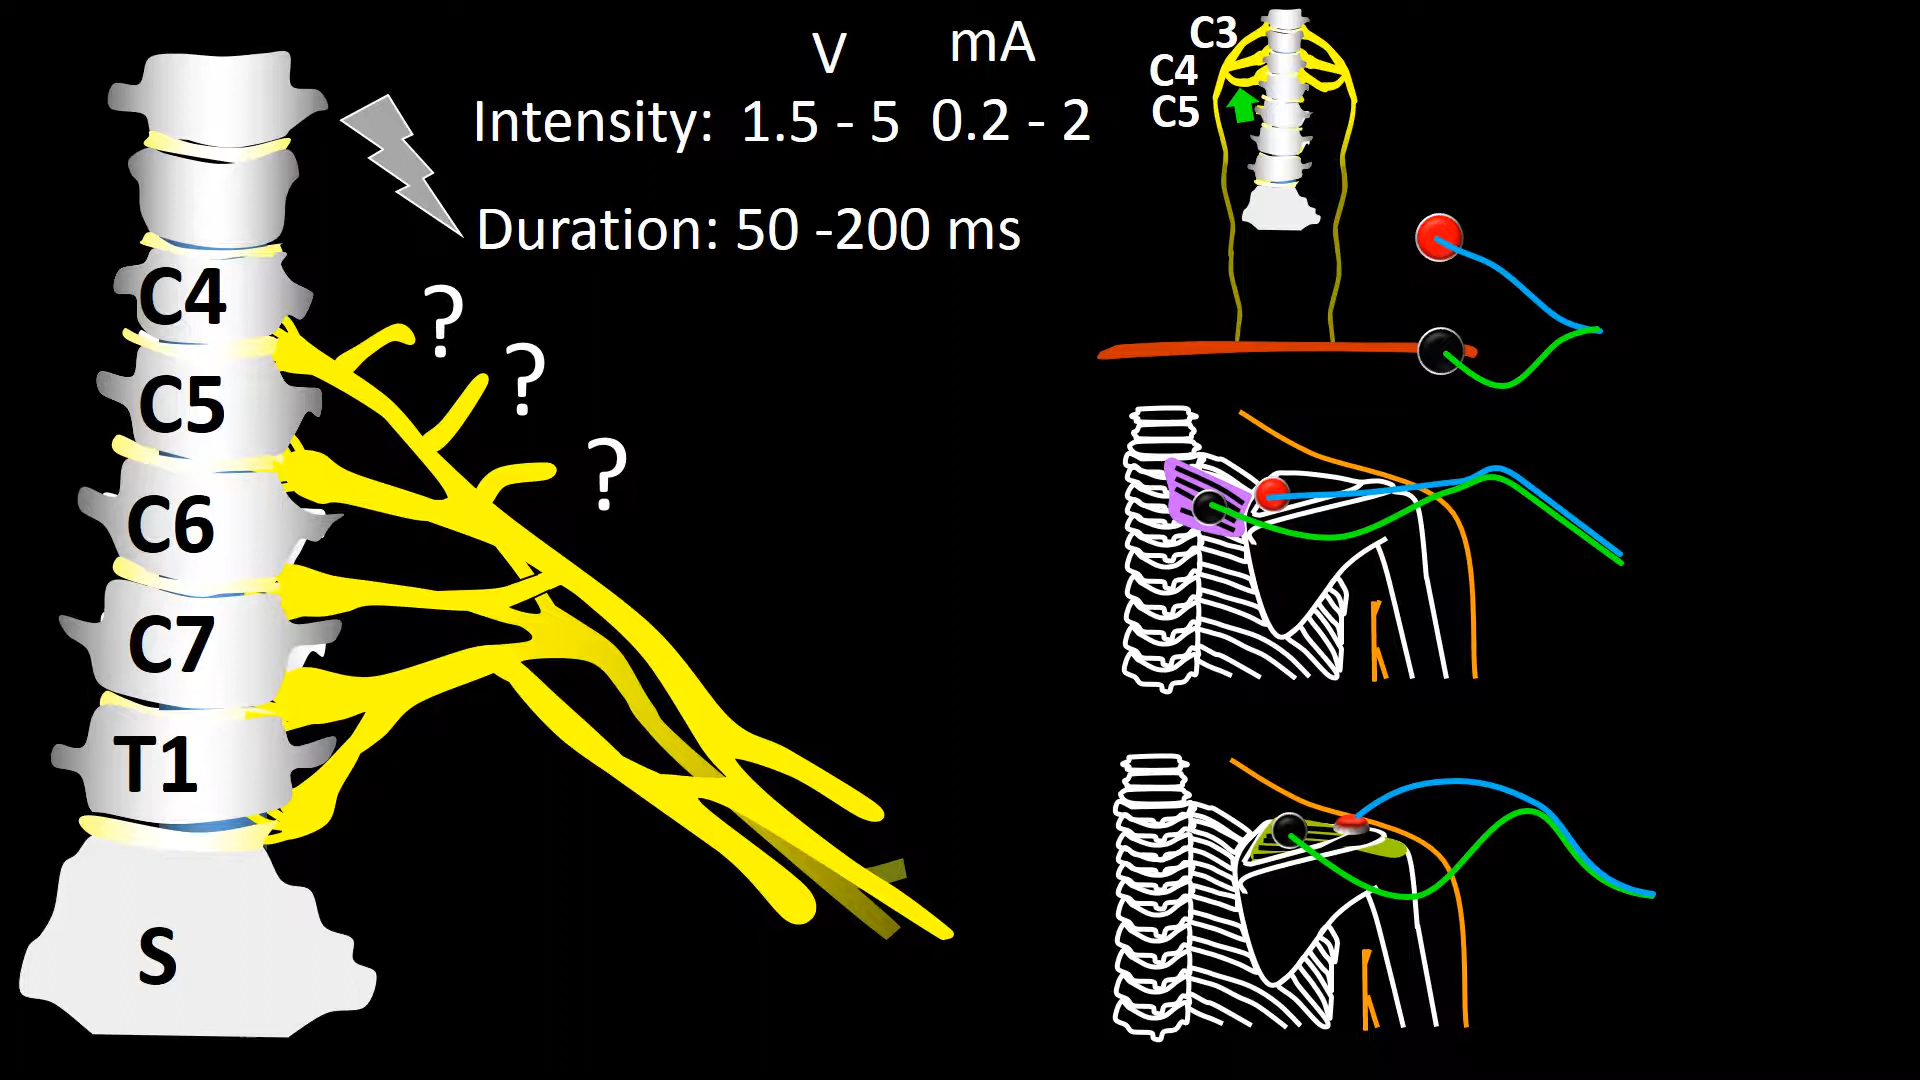 V mA
Intensity: 1.5 - 5 0.2 - 2
Duration: 50 -200 ms
C3
C4
C5
C4
C5
C6
C7
T1
S
?
?
?